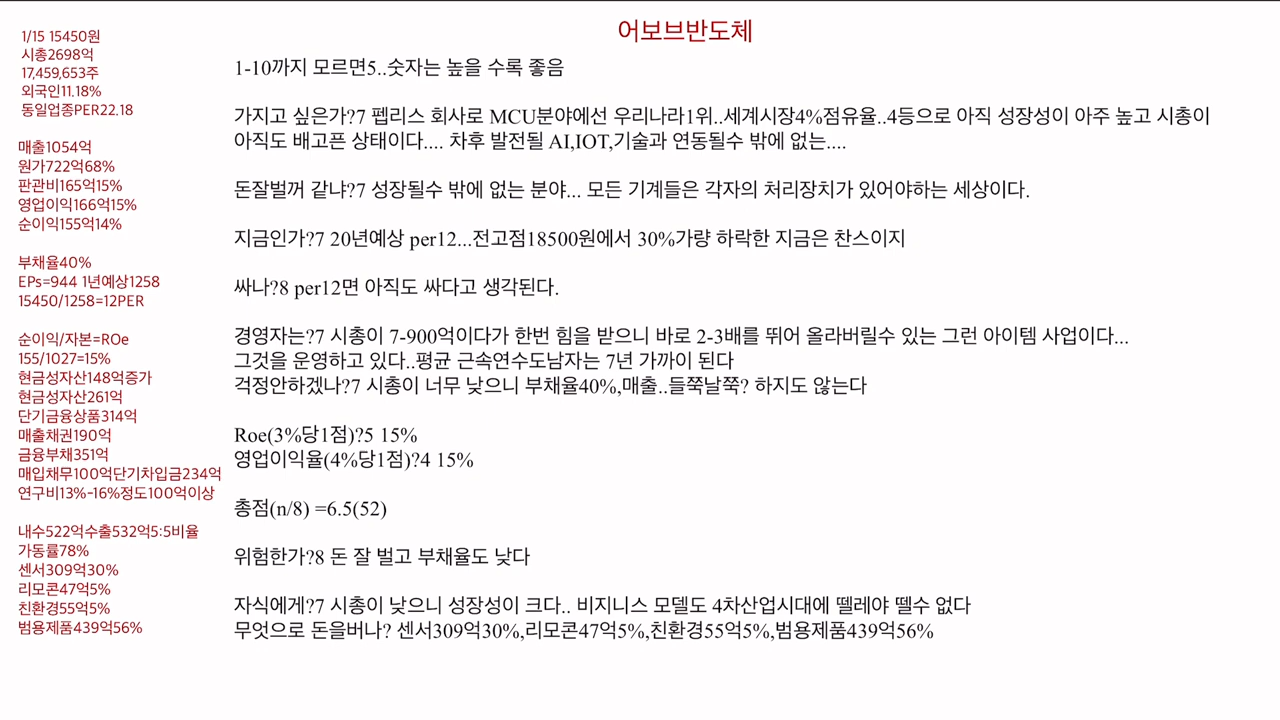 어보브반도체
1/15 15450원
시총2698억
17,459,653주
외국인11.18%
동일업종PER22.18
매출1054억
원가722억68%
판관비165억15%
영업이익166억15%
순이익155억14%
부채율40%
EPs=944 1년예상1258
15450/1258=12PER
순이익/자본=ROe
155/1027=15%
현금성자산148억증가
현금성자산261억
단기금융상품314억
매출채권190억
금융부채351억
매입채무100억단기차입금234억
연구비13%-16%정도100억이상
내수522억수출532억5:5비율
가동률78%
센서309억30%
리모콘47억5%
친환경55억5%
범용제품439억56%
1-10까지 모르면5..숫자는 높을 수록 좋음
가지고 싶은가?7 펩리스 회사로 MCU분야에선 우리나라1위..세계시장4%점유율..4등으로 아직 성장성이 아주 높고 시총이
아직도 배고픈 상태이다.... 차후 발전될 AI,IOT,기술과 연동될수 밖에 없는....
돈잘벌꺼 같냐?7 성장될수 밖에 없는 분야... 모든 기계들은 각자의 처리장치가 있어야하는 세상이다.
지금인가?7 20년예상 per12...전고점18500원에서 30%가량 하락한 지금은 찬스이지
싸나?8 per12면 아직도 싸다고 생각된다.
경영자는?7 시총이 7-900억이다가 한번 힘을 받으니 바로 2-3배를 뛰어 올라버릴수 있는 그런 아이템 사업이다...
그것을 운영하고 있다..평균 근속연수도남자는 7년 가까이 된다
걱정안하겠나?7 시총이 너무 낮으니 부채율40%,매출..들쭉날쭉? 하지도 않는다
Roe(3%당1점)?5 15%
영업이익율(4%당1점)?4 15%
총점(n/8) =6.5(52)
위험한가?8 돈 잘 벌고 부채율도 낮다
자식에게?7 시총이 낮으니 성장성이 크다.. 비지니스 모델도 4차산업시대에 뗄레야 뗄수 없다
무엇으로 돈을버나? 센서309억30%,리모콘47억5%,친환경55억5%,범용제품439억56%